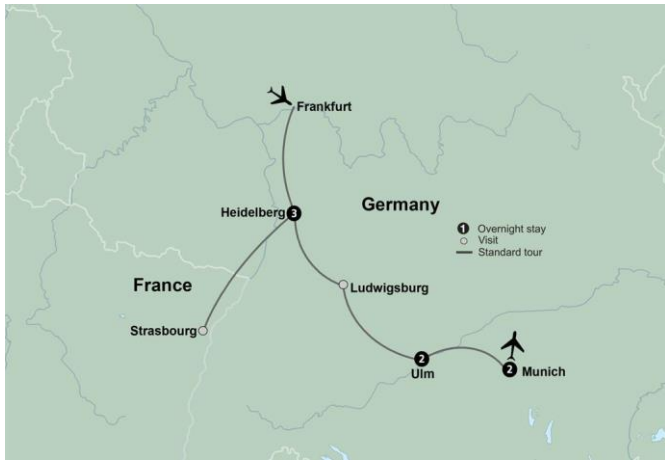 Frankfurt
Heidelberg 3
Germany
1 Overnight stay
Visit
Standard tour
France
Ludwigsburg
Strasbourg
2
Ulm
2 Munich